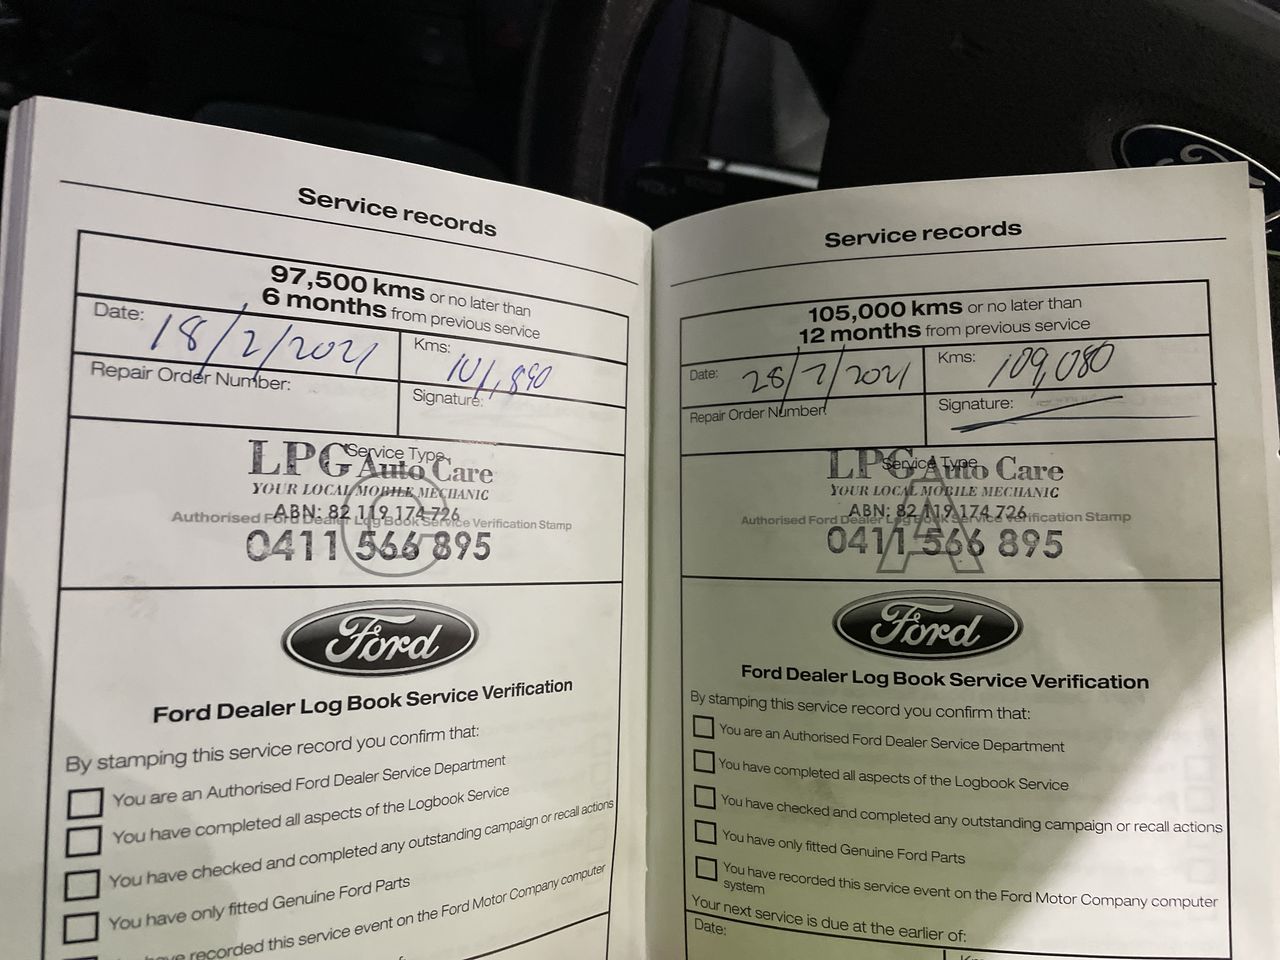 Service records
97,500 kms or no later than
6 months from previous service
Date: 18/2/2021
Kms: 101,890
Repair Order Number:
Signature:
Service Type
LPG Auto Care
YOUR LOCAL MOBILE MECHANIC
ABN: 82 119 174 726
Authorised Ford Dealer Log Book Service Verification Stamp
C
0411 566 895
Ford
Ford Dealer Log Book Service Verification
By stamping this service record you confirm that:
You are an Authorised Ford Dealer Service Department
You have completed all aspects of the Logbook Service
You have checked and completed any outstanding campaign or recall actions
You have only fitted Genuine Ford Parts
recorded this service event on the Ford Motor Company computer
Service records
105,000 kms or no later than
12 months from previous service
Date: 28/7/2021
Kms: 109,080
Repair Order Number
Signature:
Service Type
LPG Auto Care
YOUR LOCAL MOBILE MECHANIC
ABN: 82 119 174 726
Authorised Ford Dealer Log Book Service Verification Stamp
A
0411 566 895
Ford
Ford Dealer Log Book Service Verification
By stamping this service record you confirm that:
You are an Authorised Ford Dealer Service Department
You have completed all aspects of the Logbook Service
You have checked and completed any outstanding campaign or recall actions
You have only fitted Genuine Ford Parts
You have recorded this service event on the Ford Motor Company computer
system
Your next service is due at the earlier of:
Date: